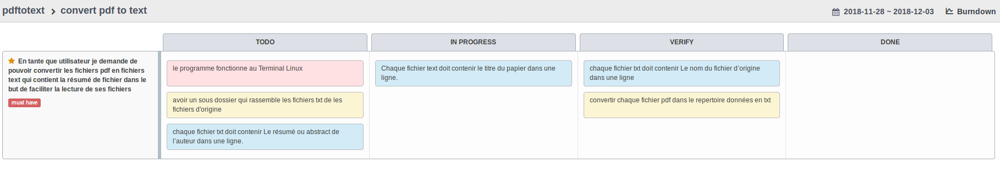 pdftotext > convert pdf to text
2018-11-28 ~ 2018-12-03 Burndown
TODO
IN PROGRESS
VERIFY
DONE
En tante que utilisateur je demande de
pouvoir convertir les fichiers pdf en fichiers
text qui contient la résumé de fichier dans le
but de faciliter la lecture de ses fichiers
must have
le programme fonctionne au Terminal Linux
avoir un sous dossier qui rassemble les fichiers txt de les
fichiers d'origine
chaque fichier txt doit contenir Le résumé ou abstract de
l'auteur dans une ligne.
Chaque fichier text doit contenir le titre du papier dans une
ligne.
chaque fichier txt doit contenir Le nom du fichier d'origine
dans une ligne
convertir chaque fichier pdf dans le repertoire données en txt